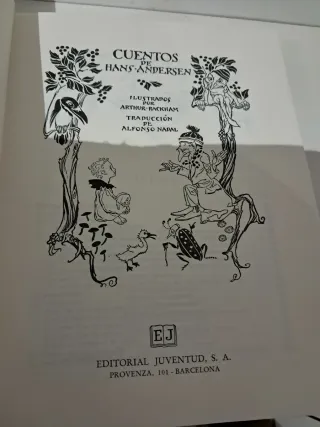 CUENTOS
DE
HANS·ANDERSEN
ILUSTRADOS
POR
ARTHUR·RACKHAM
TRADUCCIÓN
DE
ALFONSO NADAL
EJ
EDITORIAL JUVENTUD, S. A.
PROVENZA, 101 - BARCELONA